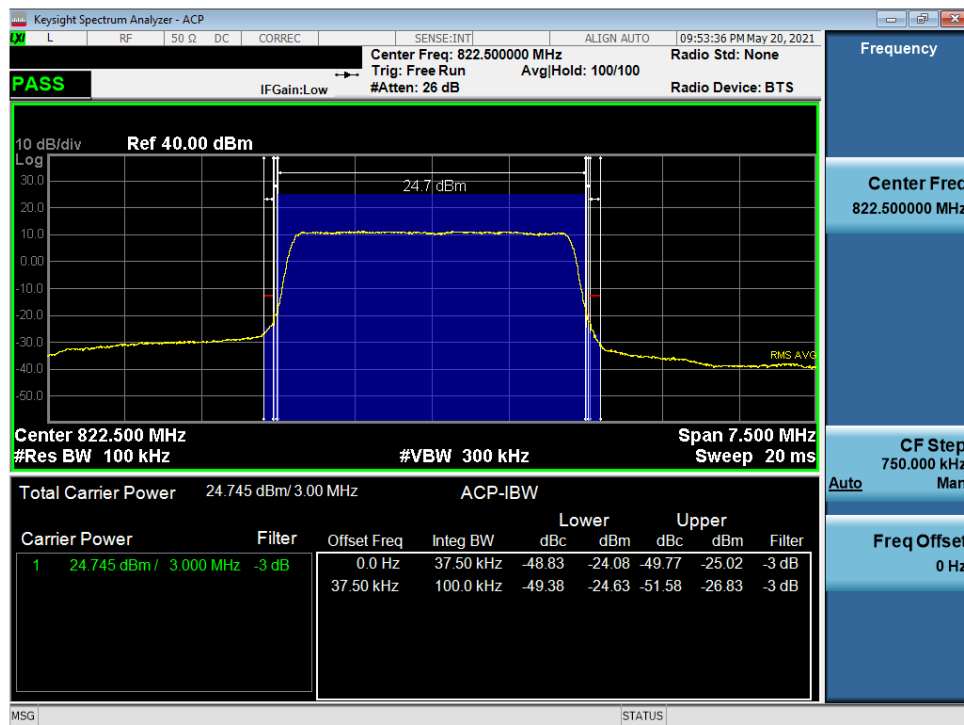 Keysight Spectrum Analyzer - ACP
LXI L RF 50 Ω DC CORREC SENSE:INT ALIGN AUTO 09:53:36 PM May 20, 2021
Center Freq: 822.500000 MHz Radio Std: None
Trig: Free Run Avg|Hold: 100/100
PASS
IFGain:Low #Atten: 26 dB Radio Device: BTS
Frequency
10 dB/div Ref 40.00 dBm
Log
30.0
24.7 dBm
20.0
10.0
0.00
-10.0
-20.0
-30.0
RMS AVG
-40.0
-50.0
Center 822.500 MHz Span 7.500 MHz
#Res BW 100 kHz #VBW 300 kHz Sweep 20 ms
Center Freq
822.500000 MHz
CF Step
750.000 kHz
Auto Man
Freq Offset
0 Hz
Total Carrier Power 24.745 dBm/ 3.00 MHz ACP-IBW
Lower Upper
Carrier Power Filter Offset Freq Integ BW dBc dBm dBc dBm Filter
1 24.745 dBm / 3.000 MHz -3 dB 0.0 Hz 37.50 kHz -48.83 -24.08 -49.77 -25.02 -3 dB
37.50 kHz 100.0 kHz -49.38 -24.63 -51.58 -26.83 -3 dB
MSG STATUS